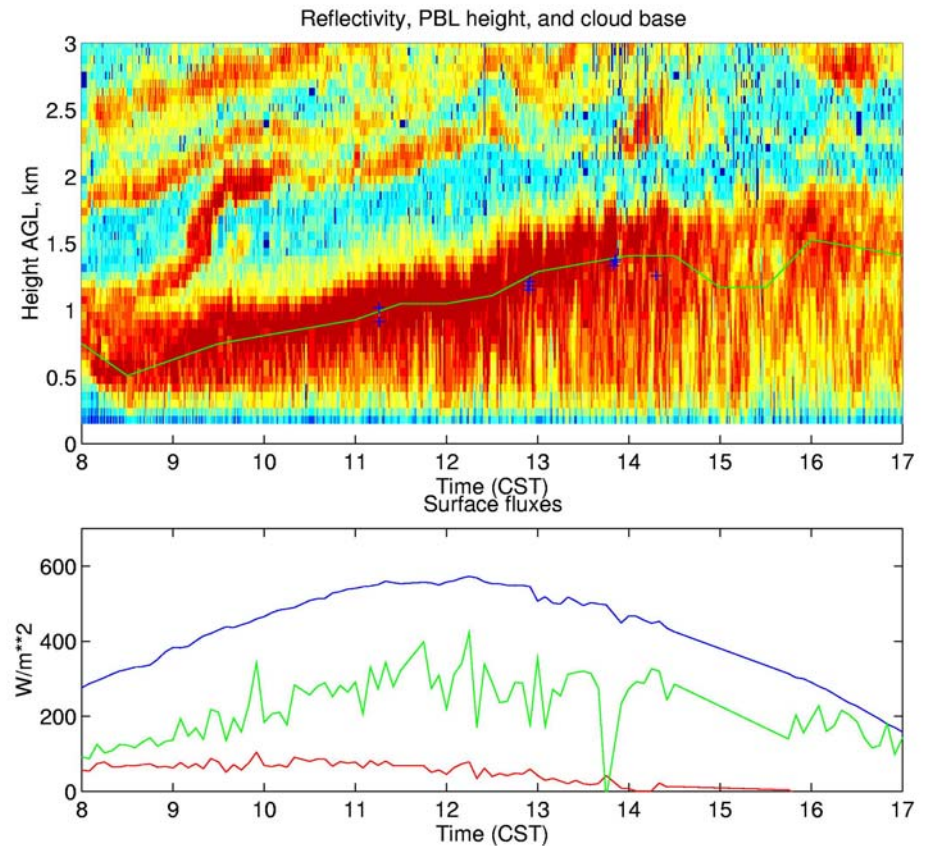 Reflectivity, PBL height, and cloud base
Height AGL, km
3
2.5
2
1.5
1
0.5
0
8 9 10 11 12 13 14 15 16 17
Time (CST)
Surface fluxes
W/m**2
600
400
200
0
8 9 10 11 12 13 14 15 16 17
Time (CST)